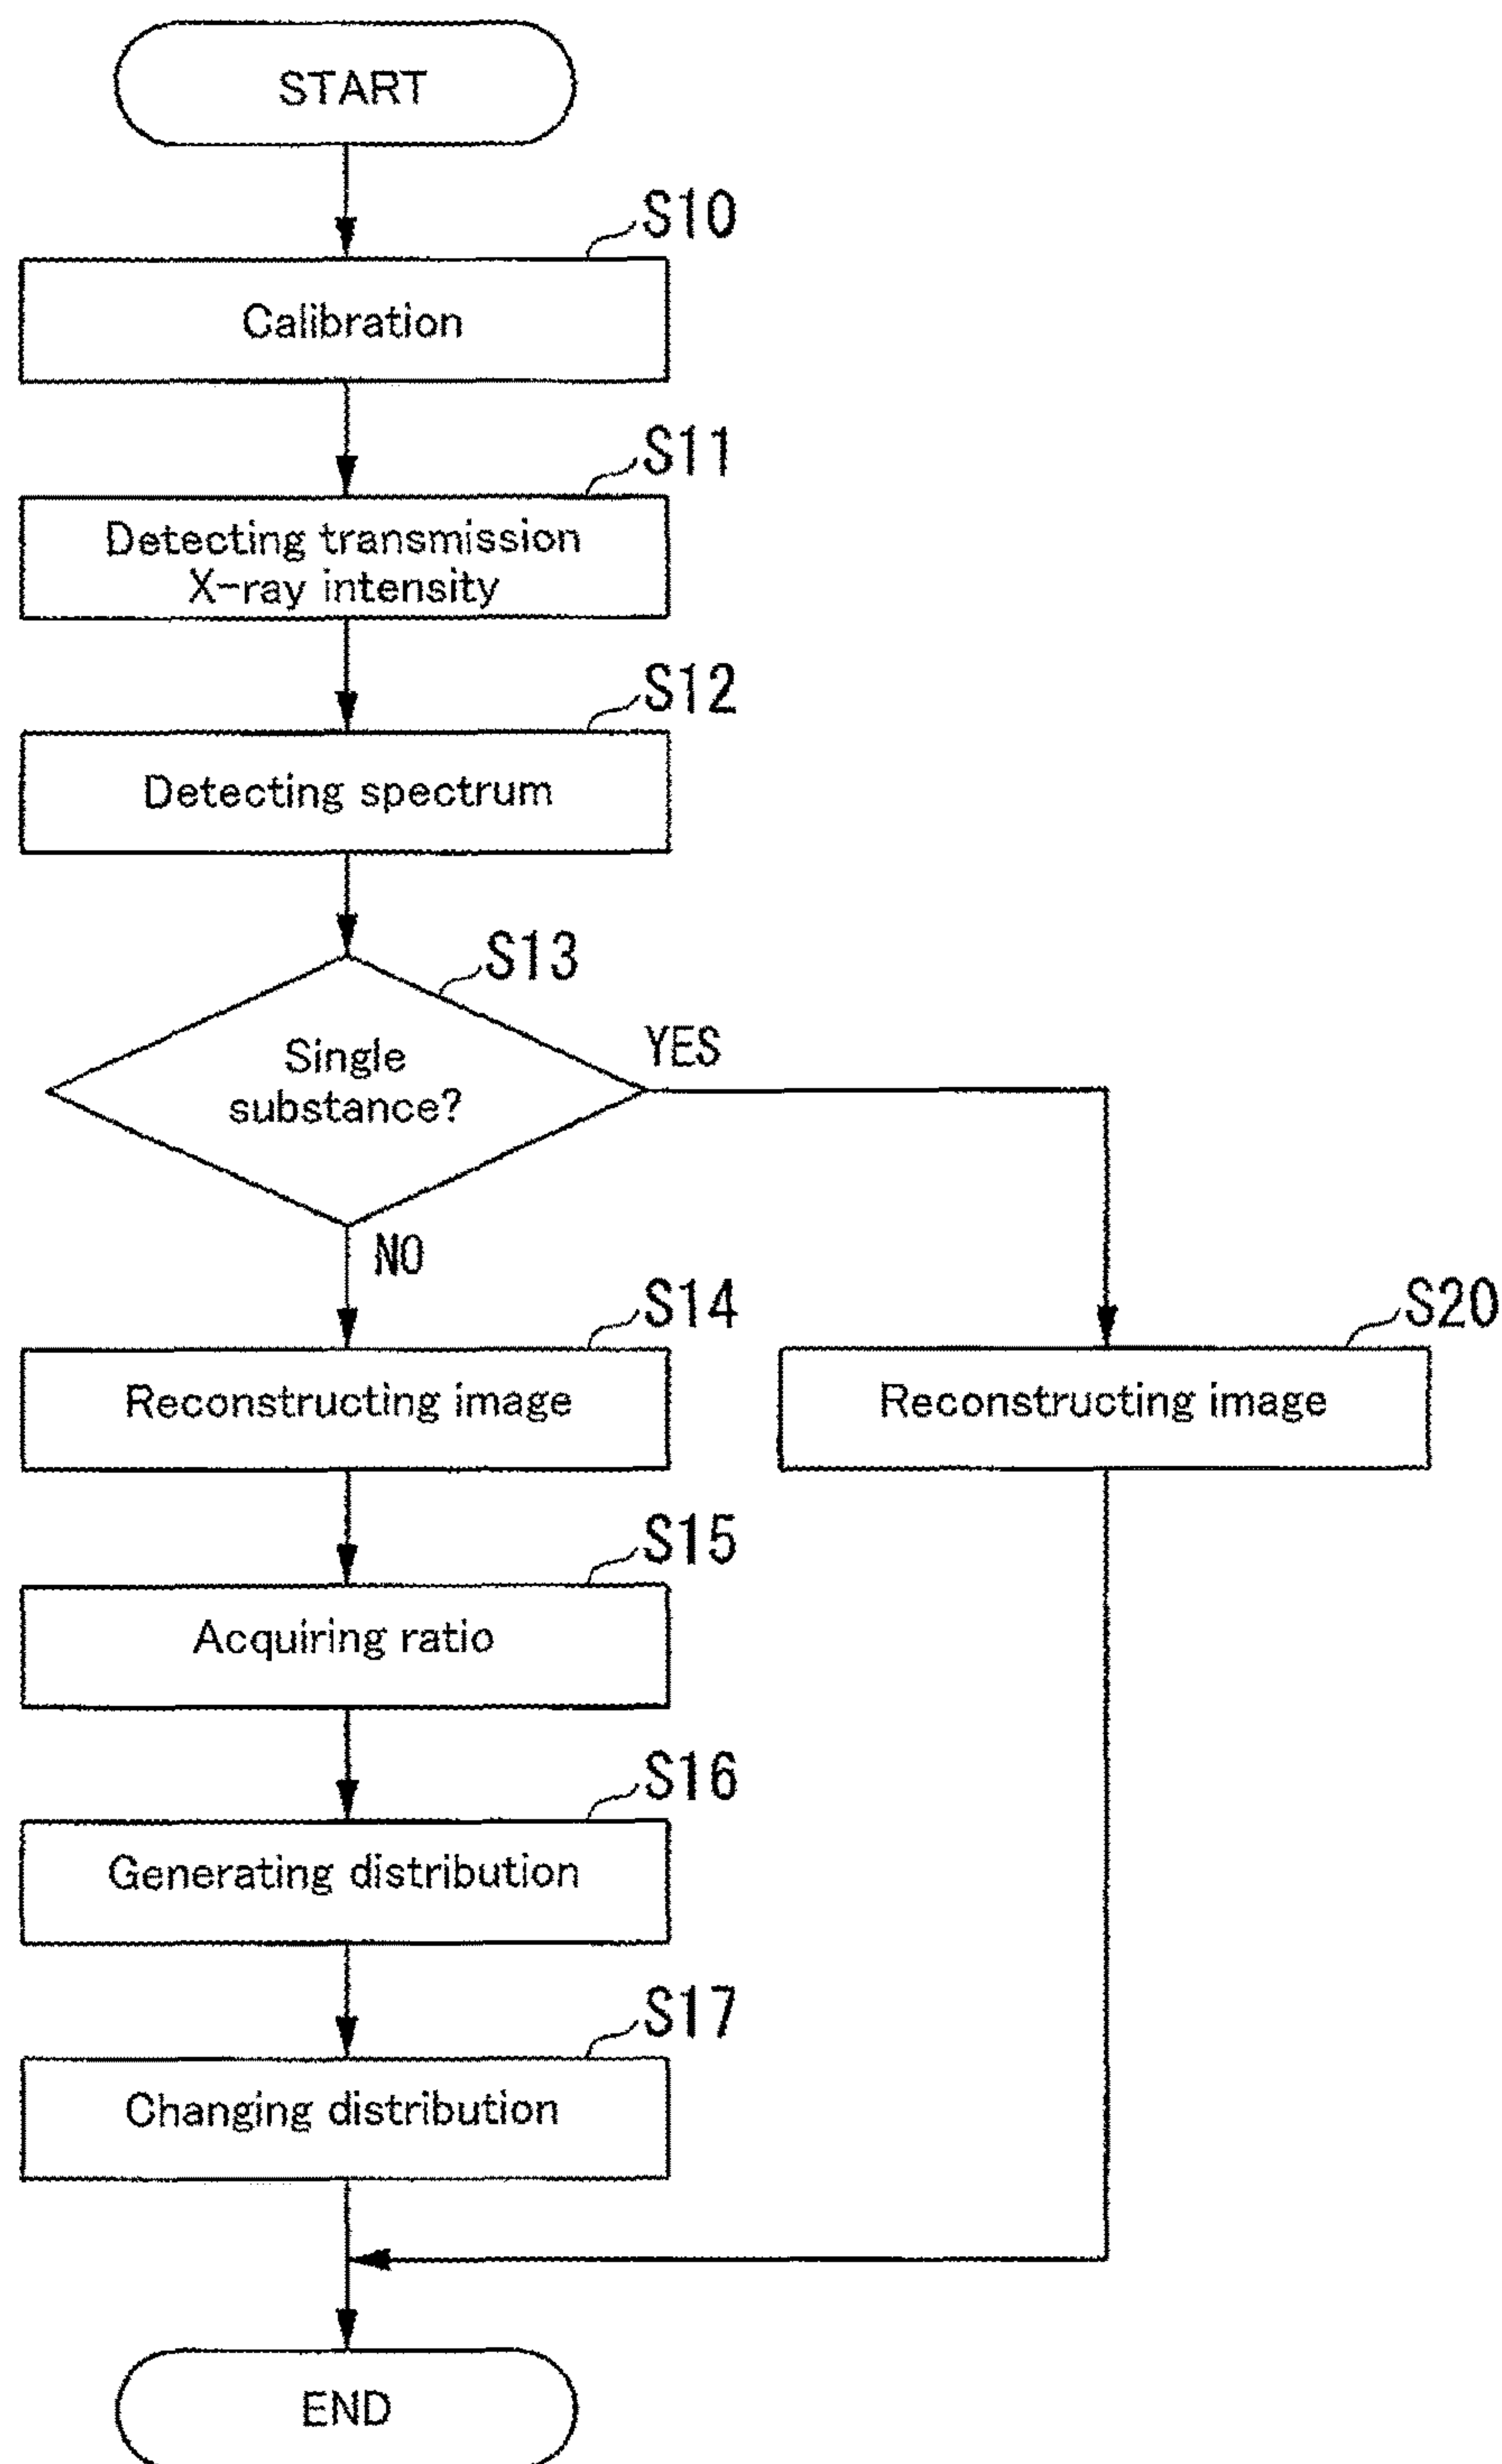 START
S10
Calibration
S11
Detecting transmission
X-ray intensity
S12
Detecting spectrum
S13
Single
substance?
YES
NO
S14
Reconstructing image
S20
Reconstructing image
S15
Acquiring ratio
S16
Generating distribution
S17
Changing distribution
END